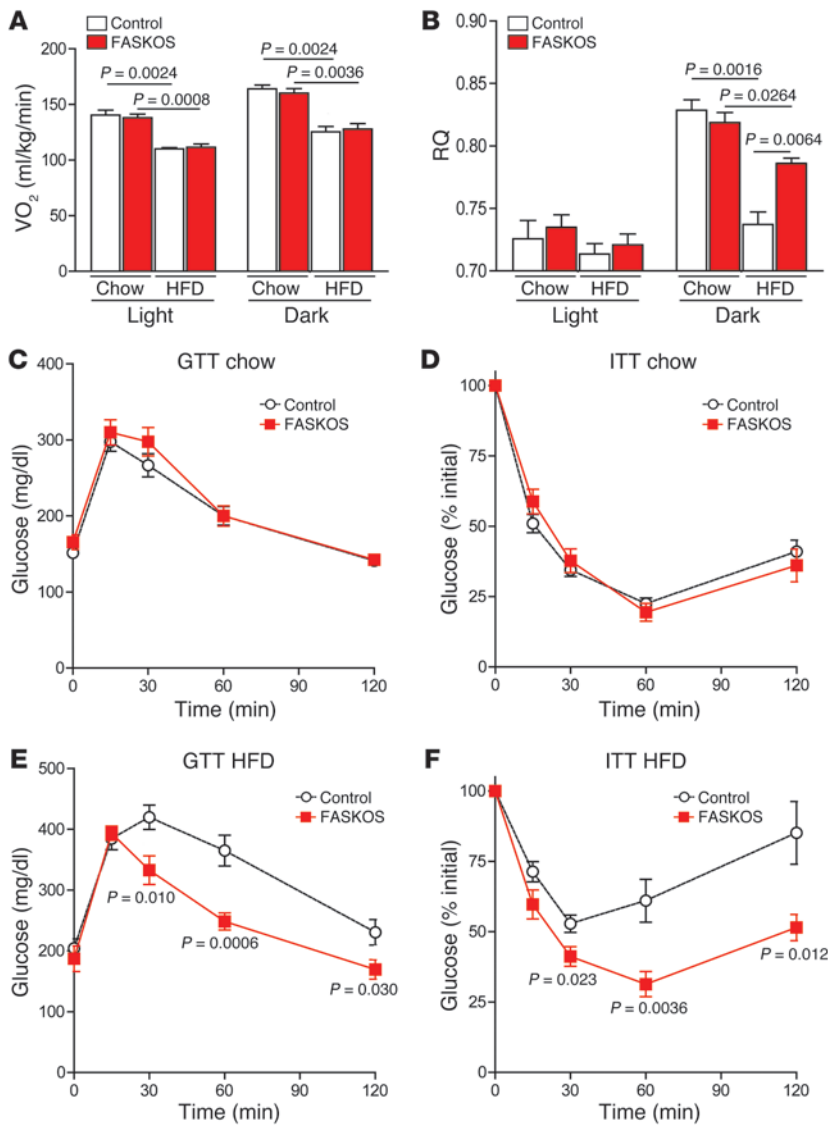 A
Control
FASKOS
P = 0.0024
P = 0.0036
P = 0.0024
P = 0.0008
VO2 (ml/kg/min)
200
150
100
50
0
Chow HFD Chow HFD
Light Dark
B
Control
FASKOS
P = 0.0016
P = 0.0264
P = 0.0064
RQ
0.90
0.85
0.80
0.75
0.70
Chow HFD Chow HFD
Light Dark
C
GTT chow
Control
FASKOS
Glucose (mg/dl)
400
300
200
100
0
0 30 60 90 120
Time (min)
D
ITT chow
Control
FASKOS
Glucose (% initial)
100
75
50
25
0
0 30 60 90 120
Time (min)
E
GTT HFD
Control
FASKOS
Glucose (mg/dl)
500
400
300
200
100
0
P = 0.010
P = 0.0006
P = 0.030
0 30 60 90 120
Time (min)
F
ITT HFD
Control
FASKOS
Glucose (% initial)
100
75
50
25
0
P = 0.023
P = 0.0036
P = 0.012
0 30 60 90 120
Time (min)